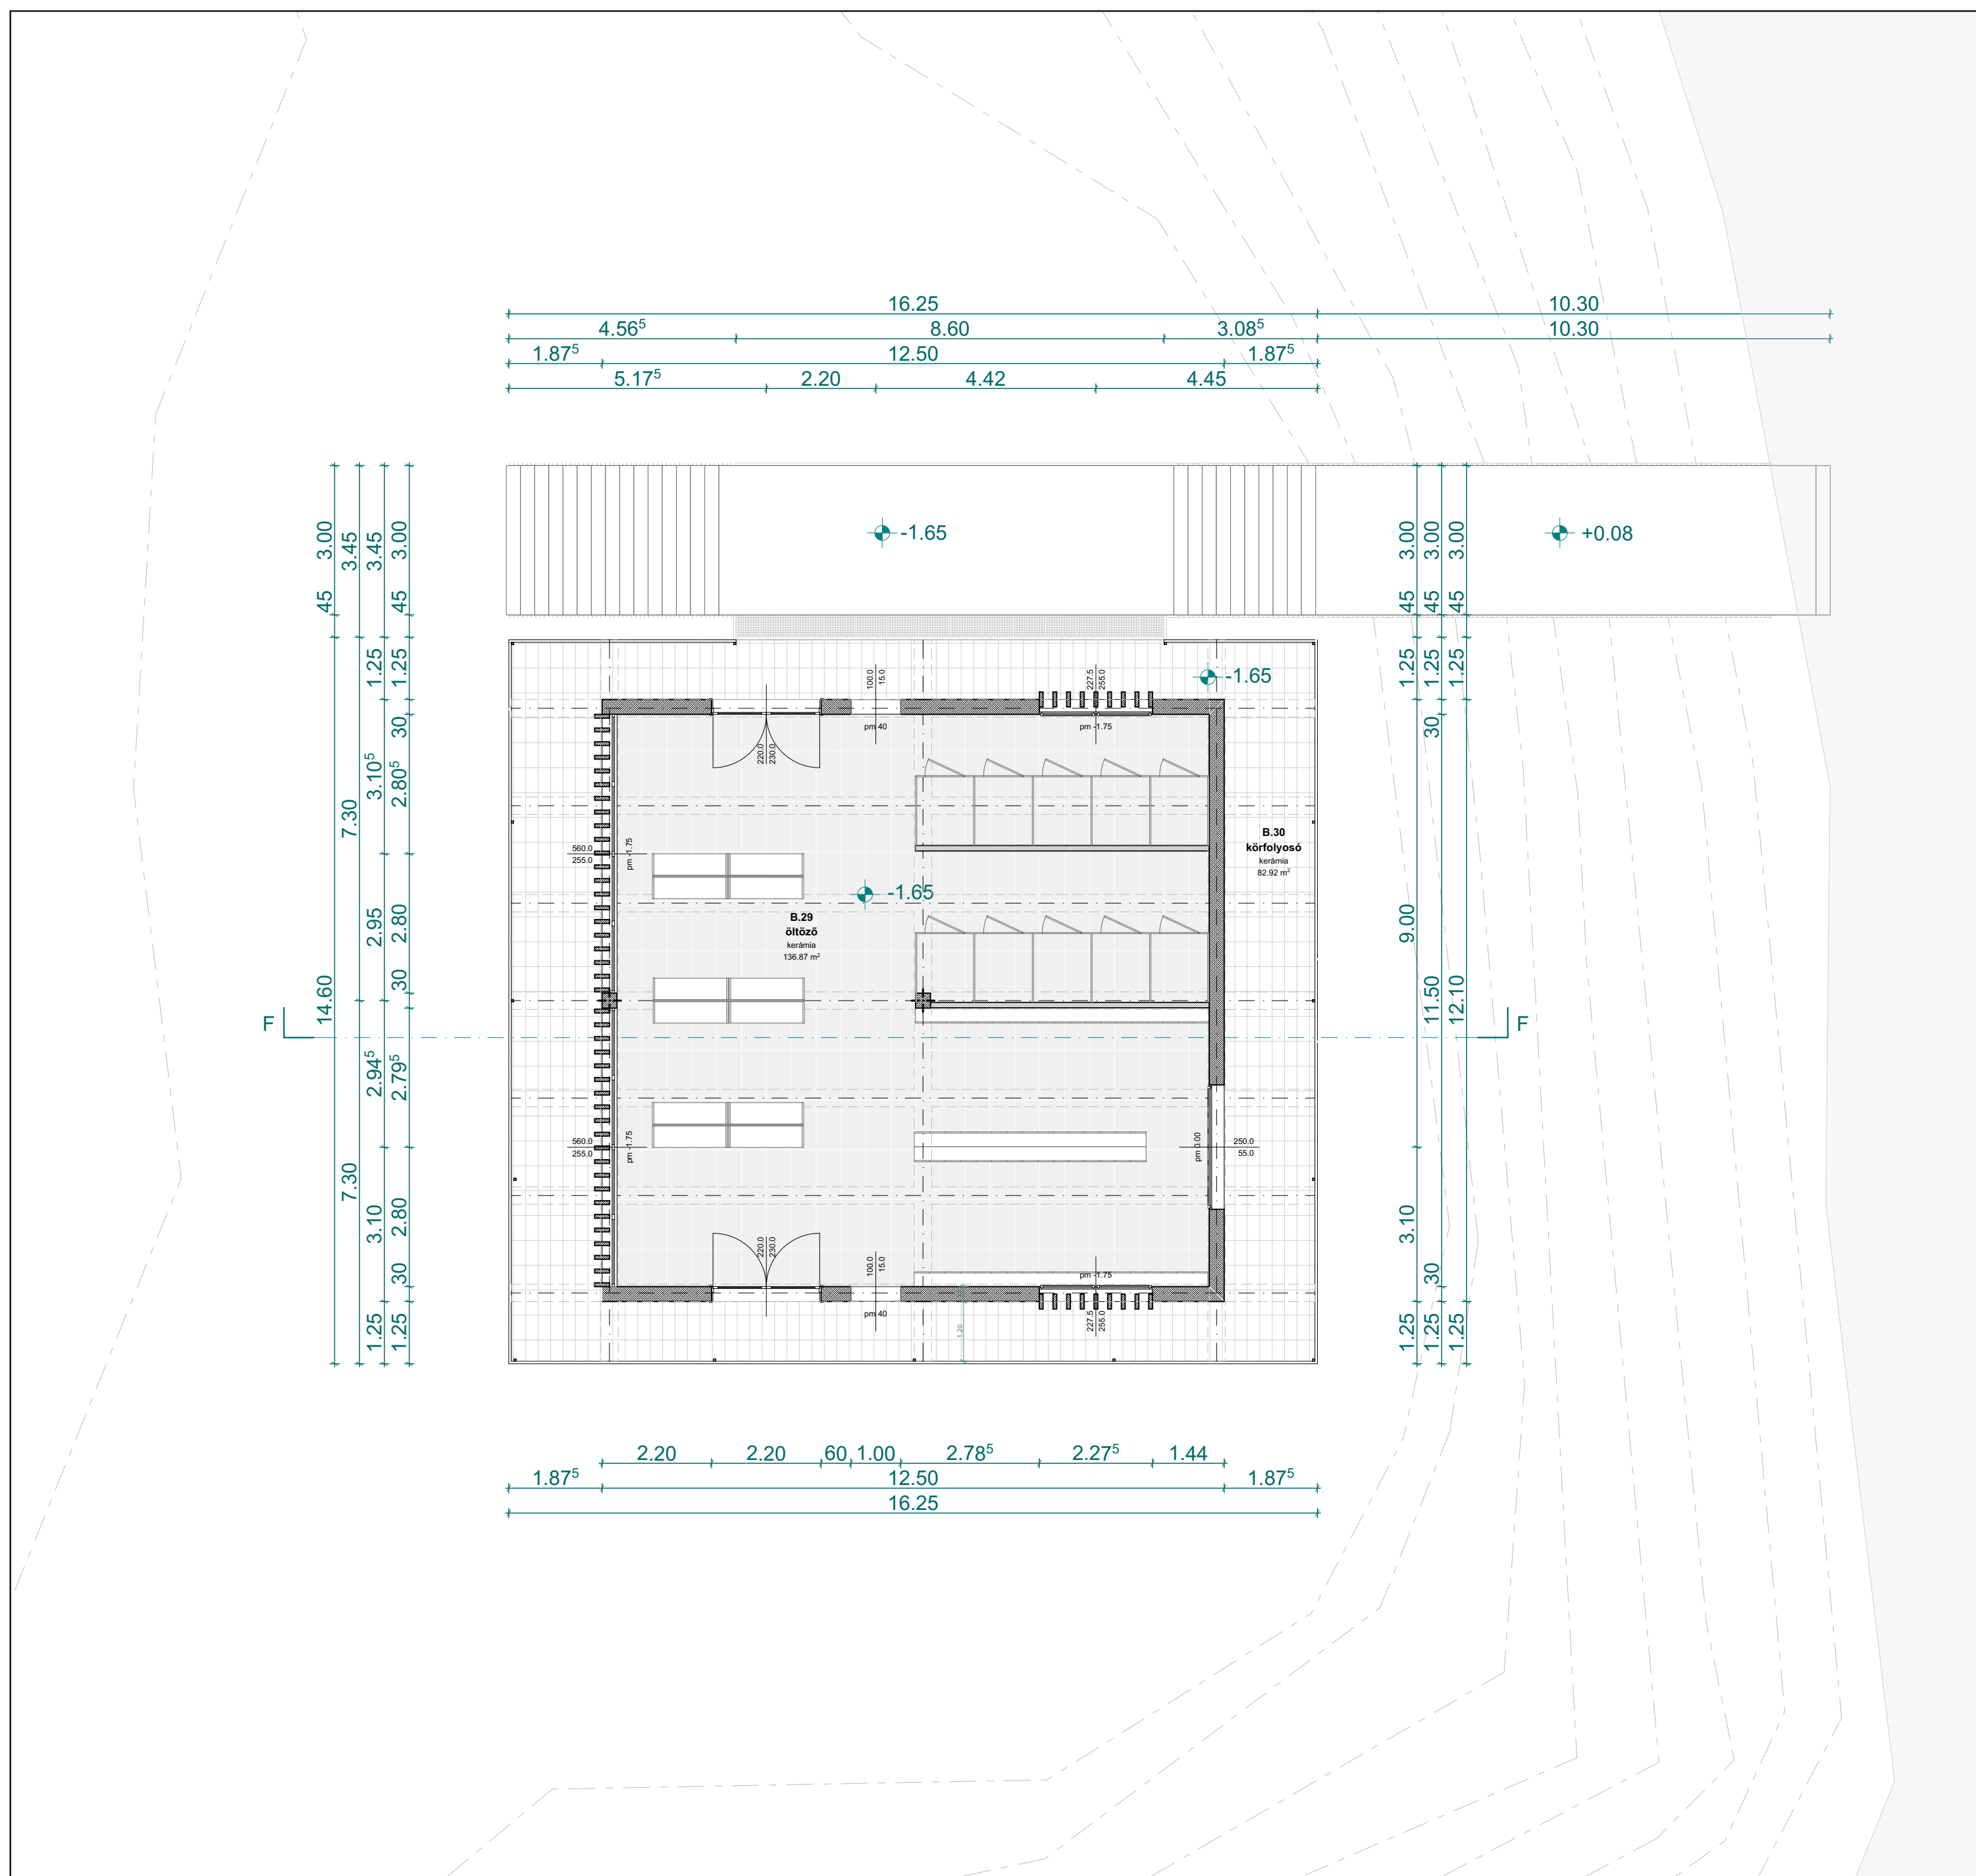 16.25 10.30
4.56⁵ 8.60 3.08⁵ 10.30
1.87⁵ 12.50 1.87⁵
5.17⁵ 2.20 4.42 4.45
3.00 3.45 3.45 3.00
45 45
-1.65
+0.08
3.00 3.00 3.00
45 45 45
1.25 1.25
1.25 1.25 1.25
-1.65
100.0
15.0
227.5
255.0
pm 40
pm -1.75
220.0
230.0
30
30
3.10⁵ 2.80⁵
7.30
560.0
255.0
pm -1.75
B.30
körfolyosó
kerámia
82.92 m²
-1.65
B.29
öltöző
kerámia
136.87 m²
2.95 2.80
9.00
14.60
30
11.50 12.10
F
F
2.94⁵ 2.79⁵
560.0
255.0
pm -1.75
pm 0.00
250.0
55.0
7.30
3.10 2.80
3.10
220.0
230.0
100.0
15.0
pm -1.75
30
30
pm 40
227.5
255.0
1.20
1.25 1.25
1.25 1.25 1.25
2.20 2.20 60 1.00 2.78⁵ 2.27⁵ 1.44
1.87⁵ 12.50 1.87⁵
16.25